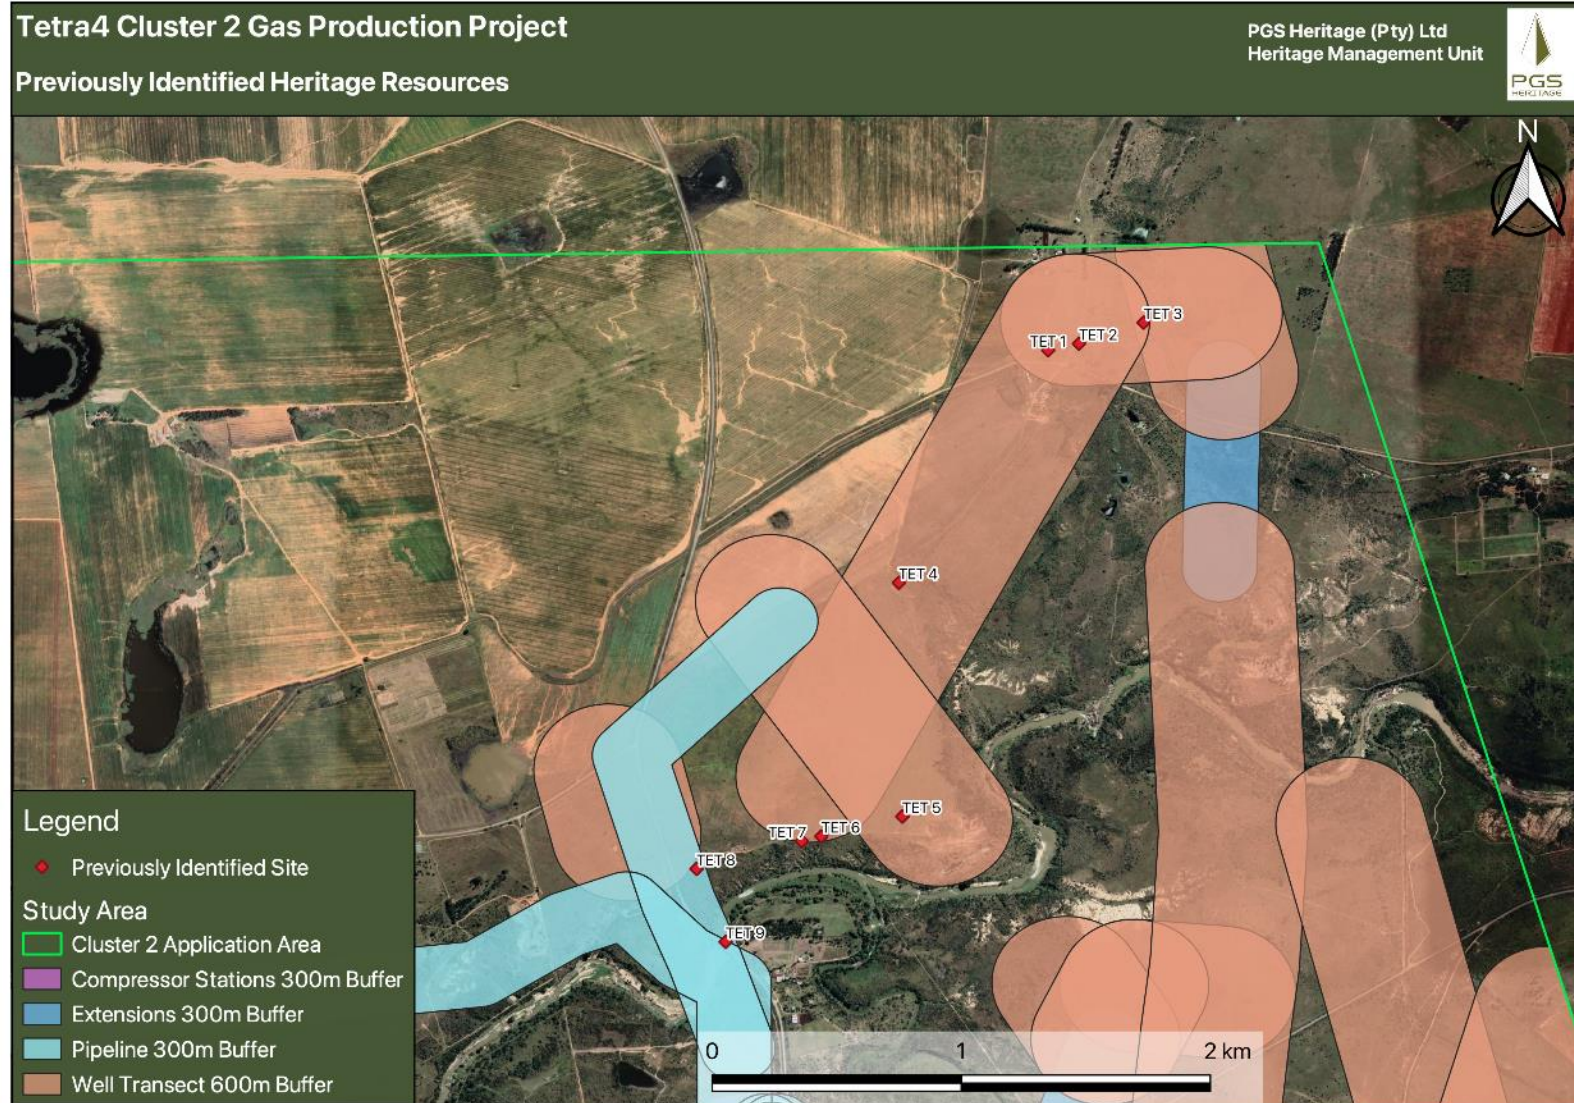 Tetra4 Cluster 2 Gas Production Project
Previously Identified Heritage Resources
PGS Heritage (Pty) Ltd
Heritage Management Unit
PGS
HERITAGE
N
TET 1
TET 2
TET 3
TET 4
TET 5
TET 6
TET 7
TET 8
TET 9
Legend
Previously Identified Site
Study Area
Cluster 2 Application Area
Compressor Stations 300m Buffer
Extensions 300m Buffer
Pipeline 300m Buffer
Well Transect 600m Buffer
0 1 2 km